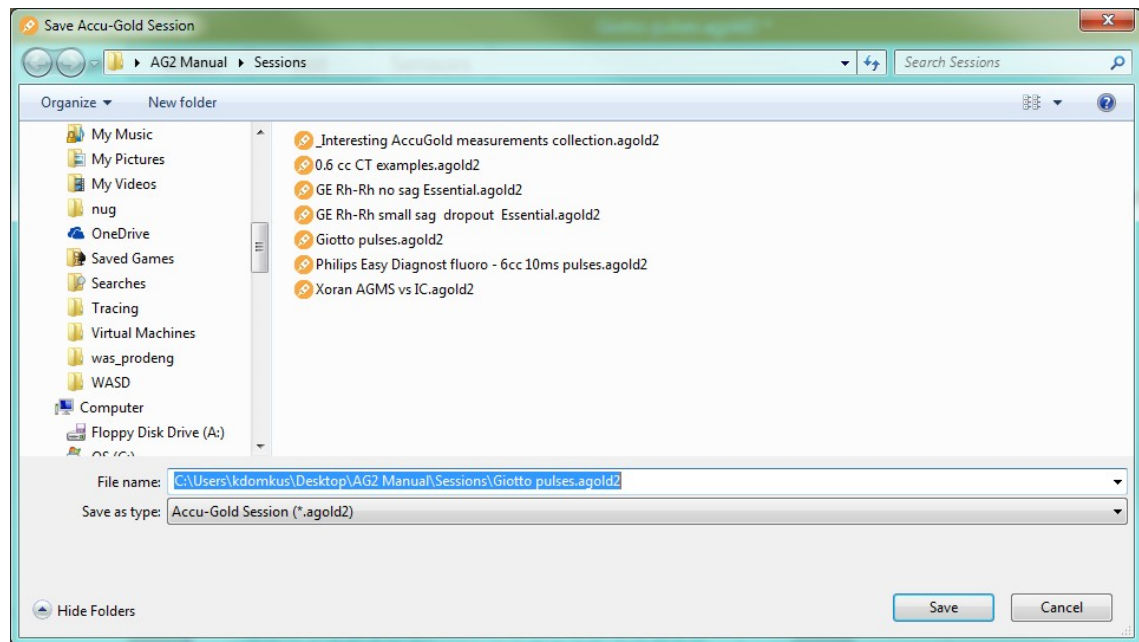 Save Accu-Gold Session
AG2 Manual Sessions
Search Sessions
Organize New folder
My Music
My Pictures
My Videos
nug
OneDrive
Saved Games
Searches
Tracing
Virtual Machines
was_prodeng
WASD
Computer
Floppy Disk Drive (A:)
OS (C:)
_Interesting AccuGold measurements collection.agold2
0.6 cc CT examples.agold2
GE Rh-Rh no sag Essential.agold2
GE Rh-Rh small sag  dropout  Essential.agold2
Giotto pulses.agold2
Philips Easy Diagnost fluoro - 6cc 10ms pulses.agold2
Xoran AGMS vs IC.agold2
File name: C:\Users\kdomkus\Desktop\AG2 Manual\Sessions\Giotto pulses.agold2
Save as type: Accu-Gold Session (*.agold2)
Hide Folders
Save Cancel